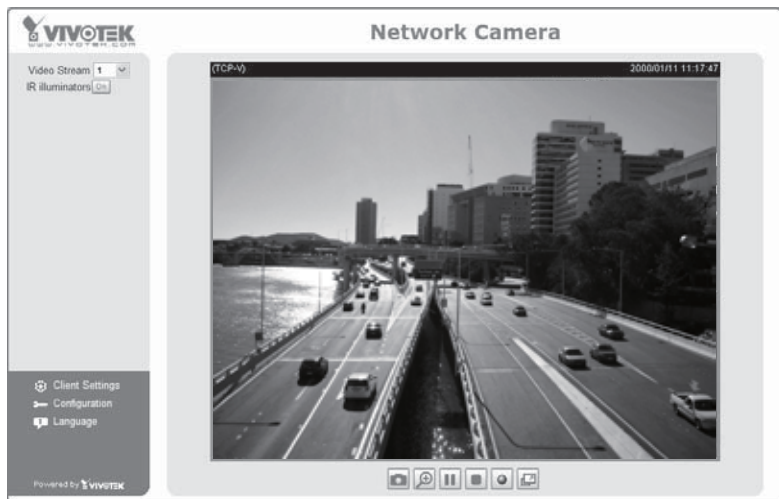 VIVOTEK
WWW.VIVOTEK.COM
Network Camera
Video Stream 1
IR illuminators On
(TCP-V) 2000/01/11 11:17:47
Client Settings
Configuration
Language
Powered by VIVOTEK